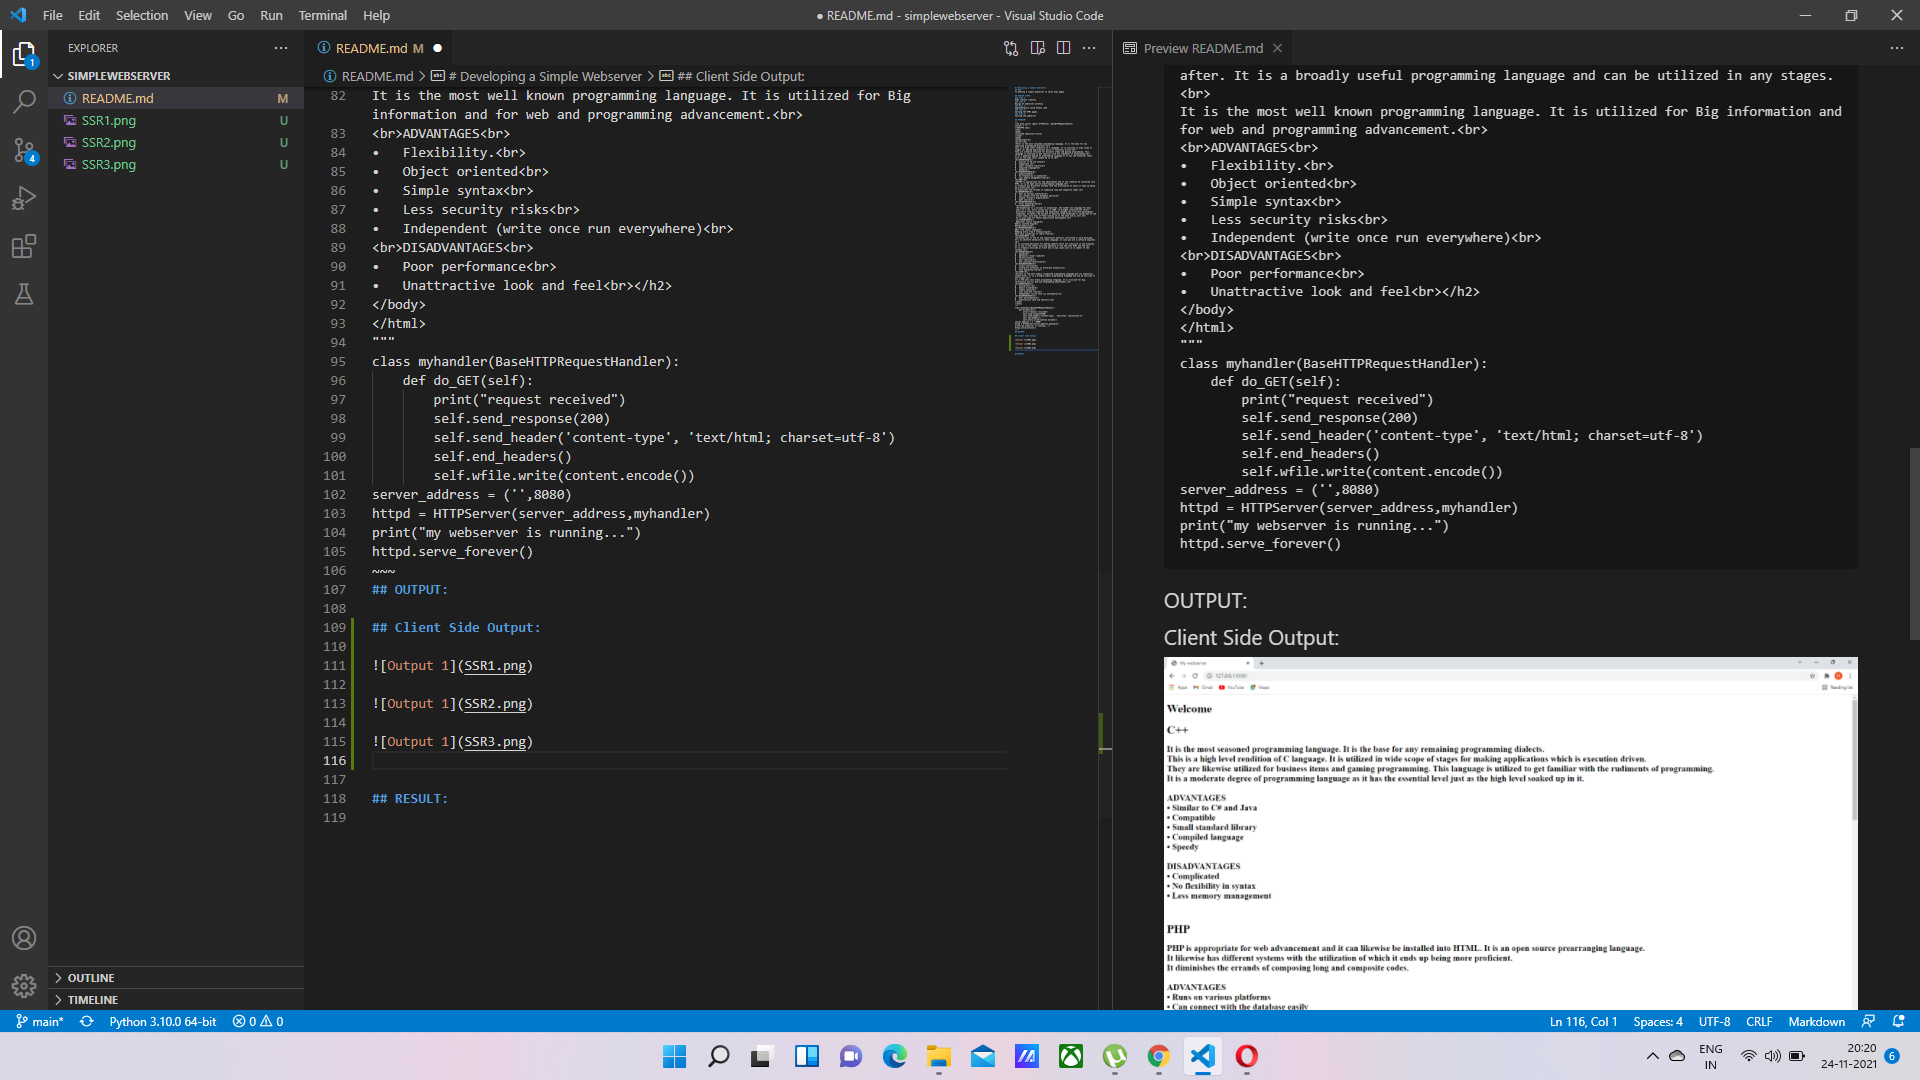 File Edit Selection View Go Run Terminal Help
● README.md - simplewebserver - Visual Studio Code
EXPLORER
SIMPLEWEBSERVER
README.md M
SSR1.png U
SSR2.png U
SSR3.png U
OUTLINE
TIMELINE
1
4
README.md M
README.md > # Developing a Simple Webserver > ## Client Side Output:
82 It is the most well known programming language. It is utilized for Big
information and for web and programming advancement.<br>
83 <br>ADVANTAGES<br>
84 • Flexibility.<br>
85 • Object oriented<br>
86 • Simple syntax<br>
87 • Less security risks<br>
88 • Independent (write once run everywhere)<br>
89 <br>DISADVANTAGES<br>
90 • Poor performance<br>
91 • Unattractive look and feel<br></h2>
92 </body>
93 </html>
94 """
95 class myhandler(BaseHTTPRequestHandler):
96 def do_GET(self):
97 print("request received")
98 self.send_response(200)
99 self.send_header('content-type', 'text/html; charset=utf-8')
100 self.end_headers()
101 self.wfile.write(content.encode())
102 server_address = ('',8080)
103 httpd = HTTPServer(server_address,myhandler)
104 print("my webserver is running...")
105 httpd.serve_forever()
106 ~~~
107 ## OUTPUT:
108
109 ## Client Side Output:
110
111 ![Output 1](SSR1.png)
112
113 ![Output 1](SSR2.png)
114
115 ![Output 1](SSR3.png)
116
117
118 ## RESULT:
119
Preview README.md
after. It is a broadly useful programming language and can be utilized in any stages.
<br>
It is the most well known programming language. It is utilized for Big information and
for web and programming advancement.<br>
<br>ADVANTAGES<br>
• Flexibility.<br>
• Object oriented<br>
• Simple syntax<br>
• Less security risks<br>
• Independent (write once run everywhere)<br>
<br>DISADVANTAGES<br>
• Poor performance<br>
• Unattractive look and feel<br></h2>
</body>
</html>
"""
class myhandler(BaseHTTPRequestHandler):
def do_GET(self):
print("request received")
self.send_response(200)
self.send_header('content-type', 'text/html; charset=utf-8')
self.end_headers()
self.wfile.write(content.encode())
server_address = ('',8080)
httpd = HTTPServer(server_address,myhandler)
print("my webserver is running...")
httpd.serve_forever()
OUTPUT:
Client Side Output:
My webserver
127.0.0.1:8080
Apps Gmail YouTube Maps Reading list
Welcome
C++
It is the most seasoned programming language. It is the base for any remaining programming dialects.
This is a high level rendition of C language. It is utilized in wide scope of stages for making applications which is execution driven.
They are likewise utilized for business items and gaming programming. This language is utilized to get familiar with the rudiments of programming.
It is a moderate degree of programming language as it has the essential level just as the high level soaked up in it.
ADVANTAGES
• Similar to C# and Java
• Compatible
• Small standard library
• Compiled language
• Speedy
DISADVANTAGES
• Complicated
• No flexibility in syntax
• Less memory management
PHP
PHP is appropriate for web advancement and it can likewise be installed into HTML. It is an open source prearranging language.
It likewise has different systems with the utilization of which it ends up being more proficient.
It diminishes the errands of composing long and composite codes.
ADVANTAGES
• Runs on various platforms
• Can connect with the database easily
main* Python 3.10.0 64-bit 0 0
Ln 116, Col 1 Spaces: 4 UTF-8 CRLF Markdown
ENG
IN
20:20
24-11-2021
6